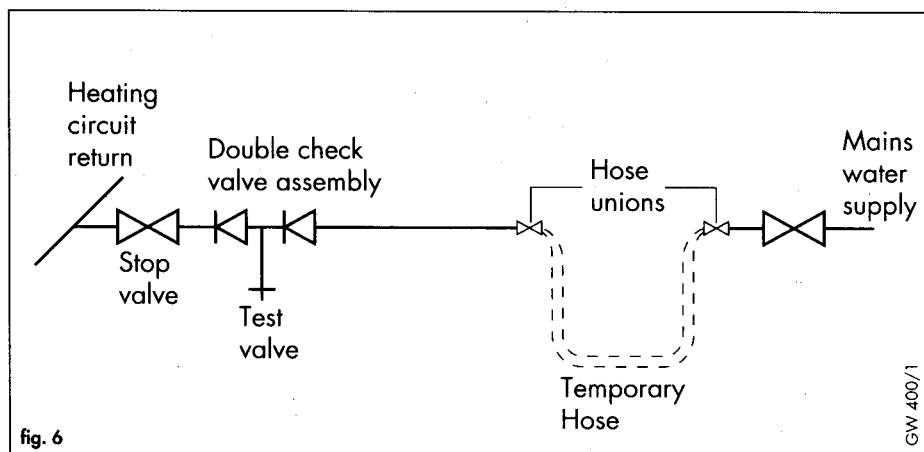 Heating
circuit
return
Double check
valve assembly
Stop
valve
Test
valve
Hose
unions
Mains
water
supply
Temporary
Hose
fig. 6
GW 400/1